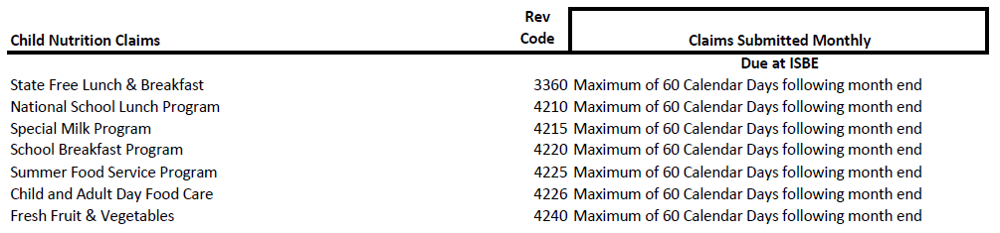 Rev
Child Nutrition Claims Code Claims Submitted Monthly
Due at ISBE
State Free Lunch & Breakfast 3360 Maximum of 60 Calendar Days following month end
National School Lunch Program 4210 Maximum of 60 Calendar Days following month end
Special Milk Program 4215 Maximum of 60 Calendar Days following month end
School Breakfast Program 4220 Maximum of 60 Calendar Days following month end
Summer Food Service Program 4225 Maximum of 60 Calendar Days following month end
Child and Adult Day Food Care 4226 Maximum of 60 Calendar Days following month end
Fresh Fruit & Vegetables 4240 Maximum of 60 Calendar Days following month end